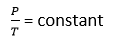 P/T = constant